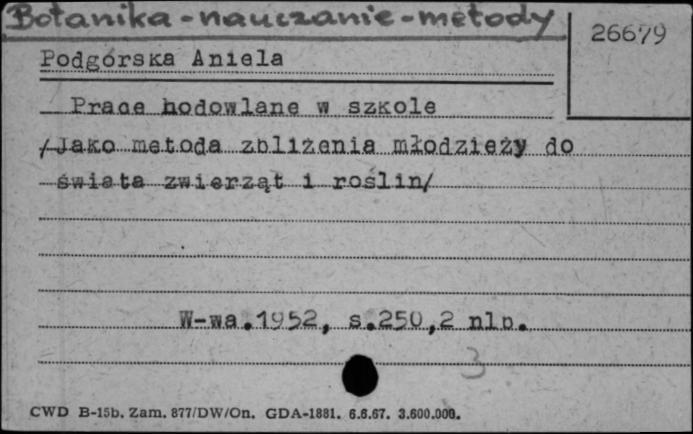 Botanika - nauczanie - metody
26679
Podgórska Aniela
Prace hodowlane w szkole
/Jako metoda zbliżenia młodzieży do
świata zwierząt i roślin/
W-wa.1952, s.250,2 nlb.
3
CWD B-15b. Zam. 877/DW/On. GDA-1881. 6.6.67. 3.600.000.